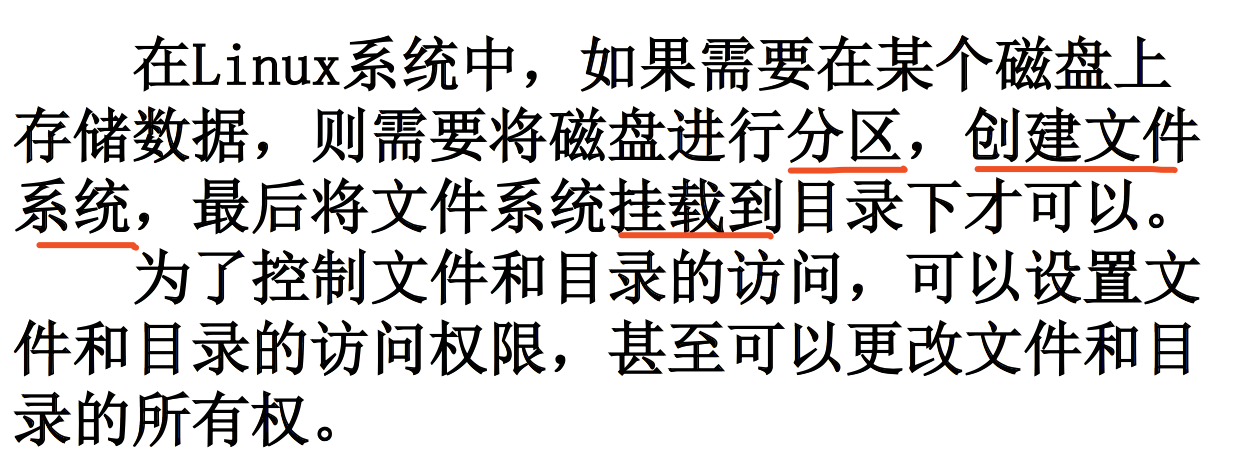 在Linux系统中，如果需要在某个磁盘上
存储数据，则需要将磁盘进行分区，创建文件
系统，最后将文件系统挂载到目录下才可以。
为了控制文件和目录的访问，可以设置文
件和目录的访问权限，甚至可以更改文件和目
录的所有权。